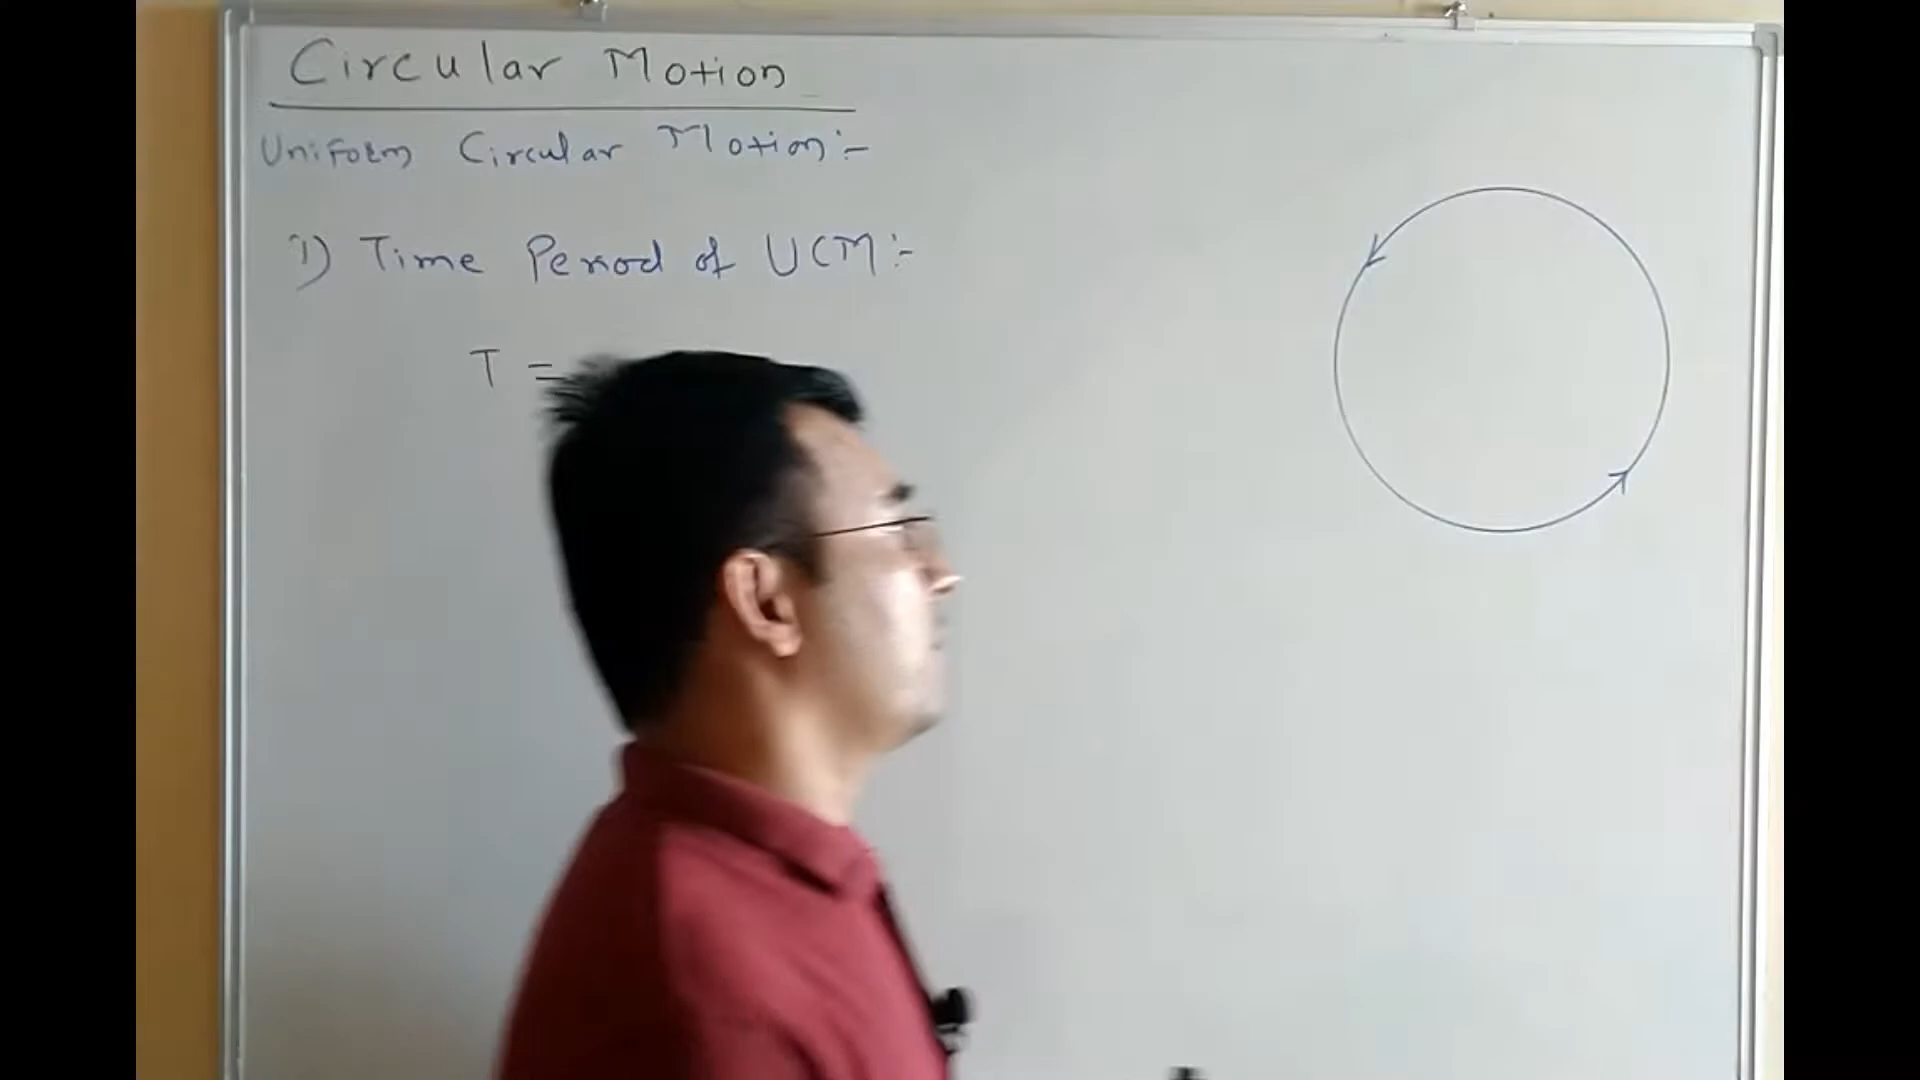 Circular Motion
Uniform Circular Motion:-
1) Time Period of UCM:-
T =